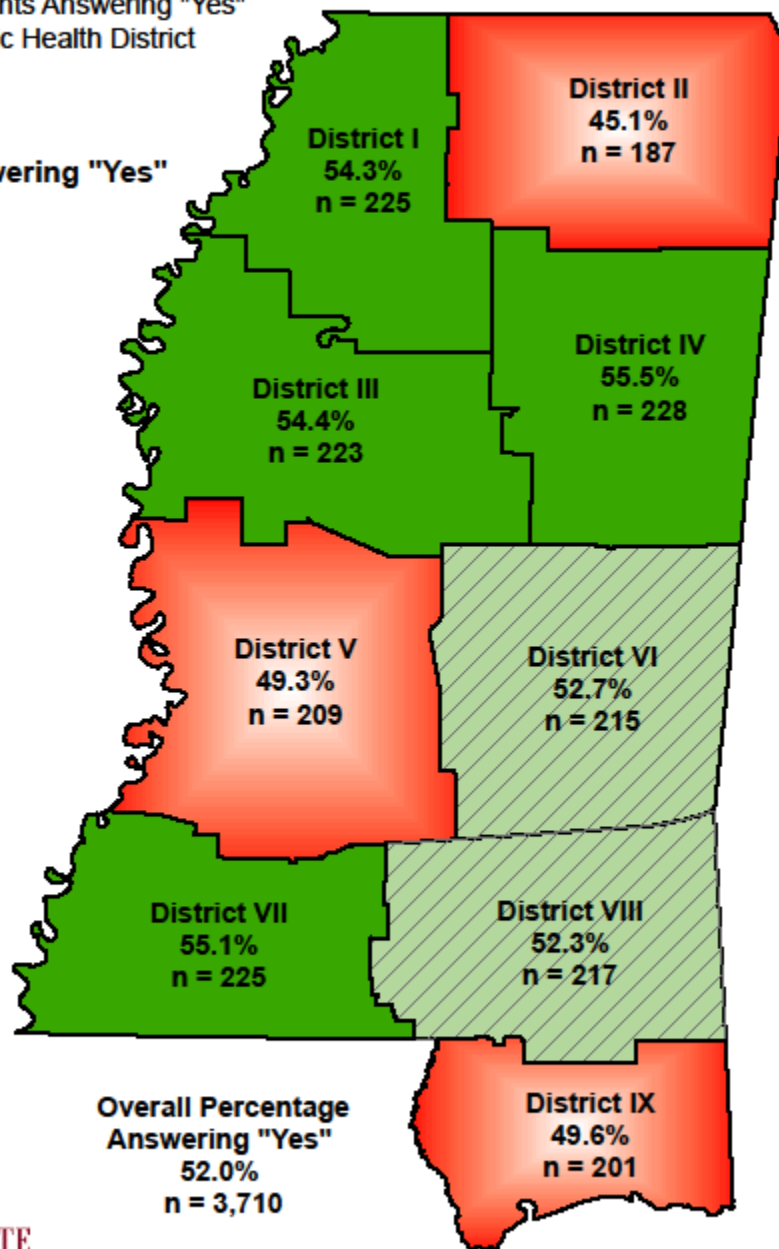 Answering "Yes"
Health District
"Yes"
District I
54.3%
n = 225
District II
45.1%
n = 187
District III
54.4%
n = 223
District IV
55.5%
n = 228
District V
49.3%
n = 209
District VI
52.7%
n = 215
District VII
55.1%
n = 225
District VIII
52.3%
n = 217
District IX
49.6%
n = 201
Overall Percentage
Answering "Yes"
52.0%
n = 3,710